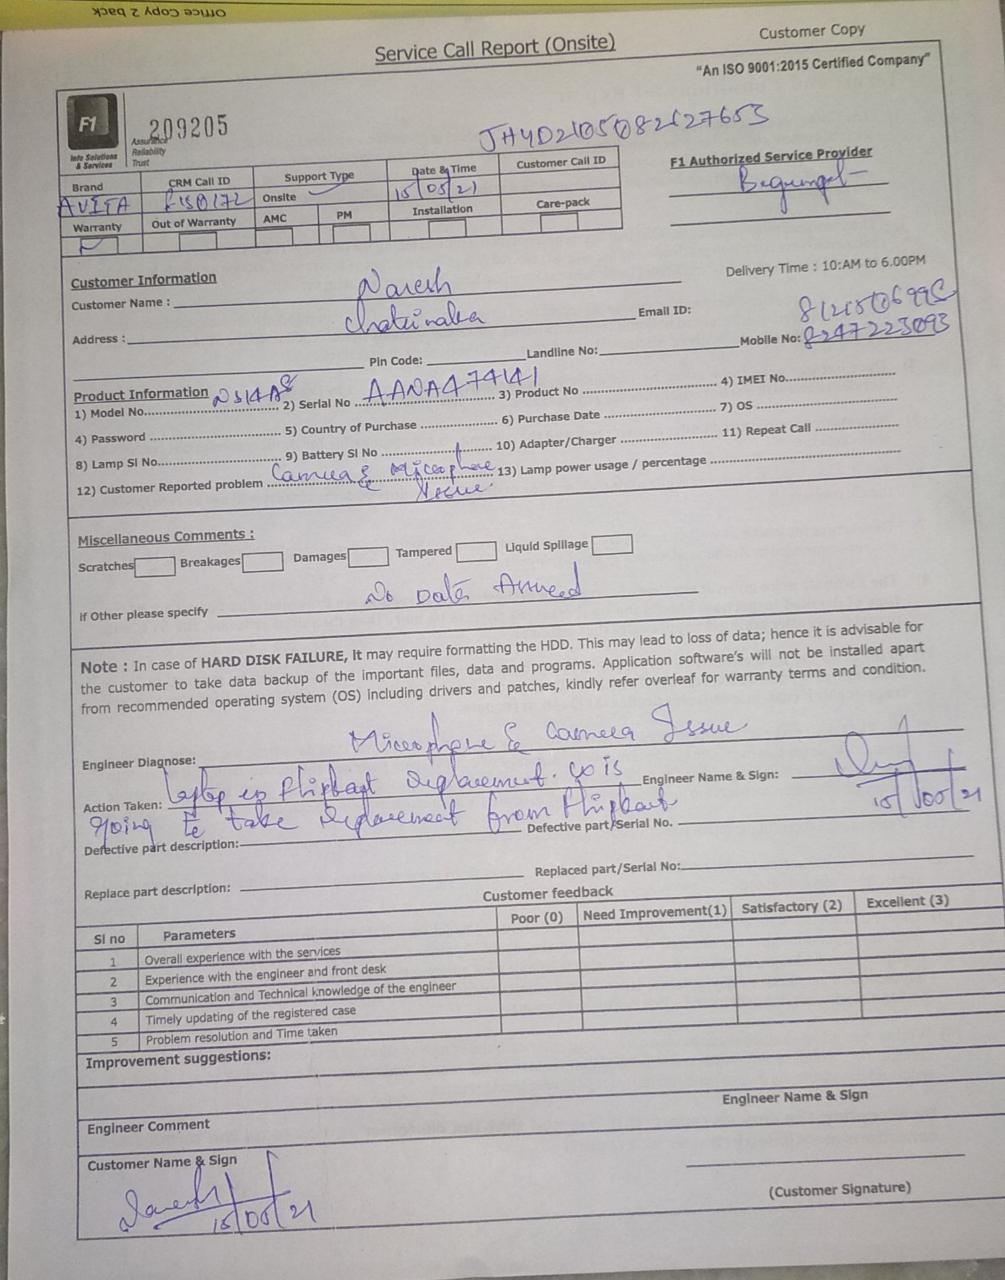 Office Copy 2 back
Customer Copy
Service Call Report (Onsite)
"An ISO 9001:2015 Certified Company"
F1
Info Solutions
& Services
Assurance
Reliability
Trust
209205
JHYD2105082127653
F1 Authorized Service Provider
Begumpet
Brand CRM Call ID Support Type Date & Time Customer Call ID
AVITA Onsite 15/05/21
Warranty Out of Warranty AMC PM Installation Care-pack
Customer Information
Delivery Time : 10:AM to 6.00PM
Customer Name : Naresh
Address : Email ID:
8247223093
Pin Code: Landline No: Mobile No:
Product Information
1) Model No. NS14A8 2) Serial No AANA474141 3) Product No 4) IMEI No.
4) Password 5) Country of Purchase 6) Purchase Date 7) OS
8) Lamp Sl No. 9) Battery Sl No 10) Adapter/Charger 11) Repeat Call
12) Customer Reported problem Camera & Microphone Issue 13) Lamp power usage / percentage
Miscellaneous Comments :
Scratches Breakages Damages Tampered Liquid Spillage
If Other please specify No Data
Note : In case of HARD DISK FAILURE, It may require formatting the HDD. This may lead to loss of data; hence it is advisable for
the customer to take data backup of the important files, data and programs. Application software's will not be installed apart
from recommended operating system (OS) including drivers and patches, kindly refer overleaf for warranty terms and condition.
Engineer Diagnose: Microphone & Camera Issue
Action Taken: Laptop is Flipkart replacement. Engineer Name & Sign:
going to take replacement from Flipkart
15/05/21
Defective part description: Defective part/Serial No.
Replace part description: Replaced part/Serial No:
Customer feedback
Sl no Parameters Poor (0) Need Improvement(1) Satisfactory (2) Excellent (3)
1 Overall experience with the services
2 Experience with the engineer and front desk
3 Communication and Technical knowledge of the engineer
4 Timely updating of the registered case
5 Problem resolution and Time taken
Improvement suggestions:
Engineer Name & Sign
Engineer Comment
Customer Name & Sign
Naresh
15/05/21
(Customer Signature)